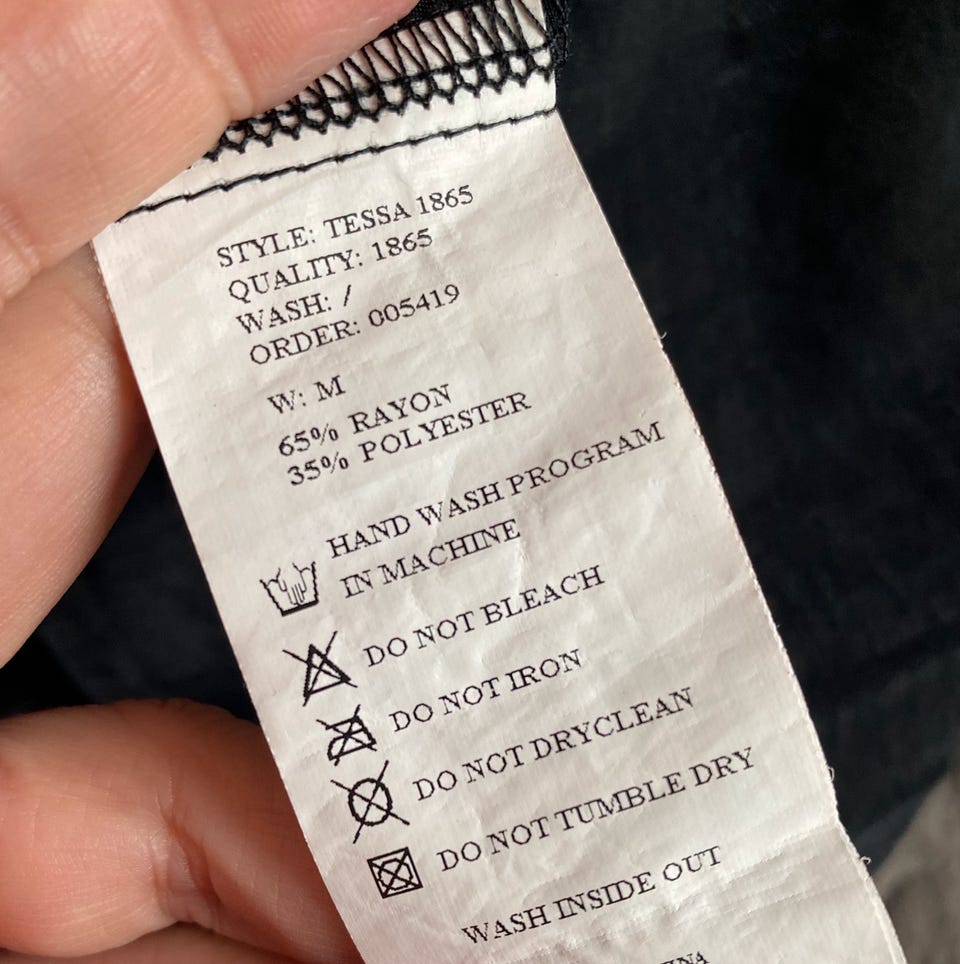 STYLE: TESSA 1865
QUALITY: 1865
WASH: /
ORDER: 005419
W: M
65% RAYON
35% POLYESTER
HAND WASH PROGRAM
IN MACHINE
DO NOT BLEACH
DO NOT IRON
DO NOT DRYCLEAN
DO NOT TUMBLE DRY
WASH INSIDE OUT